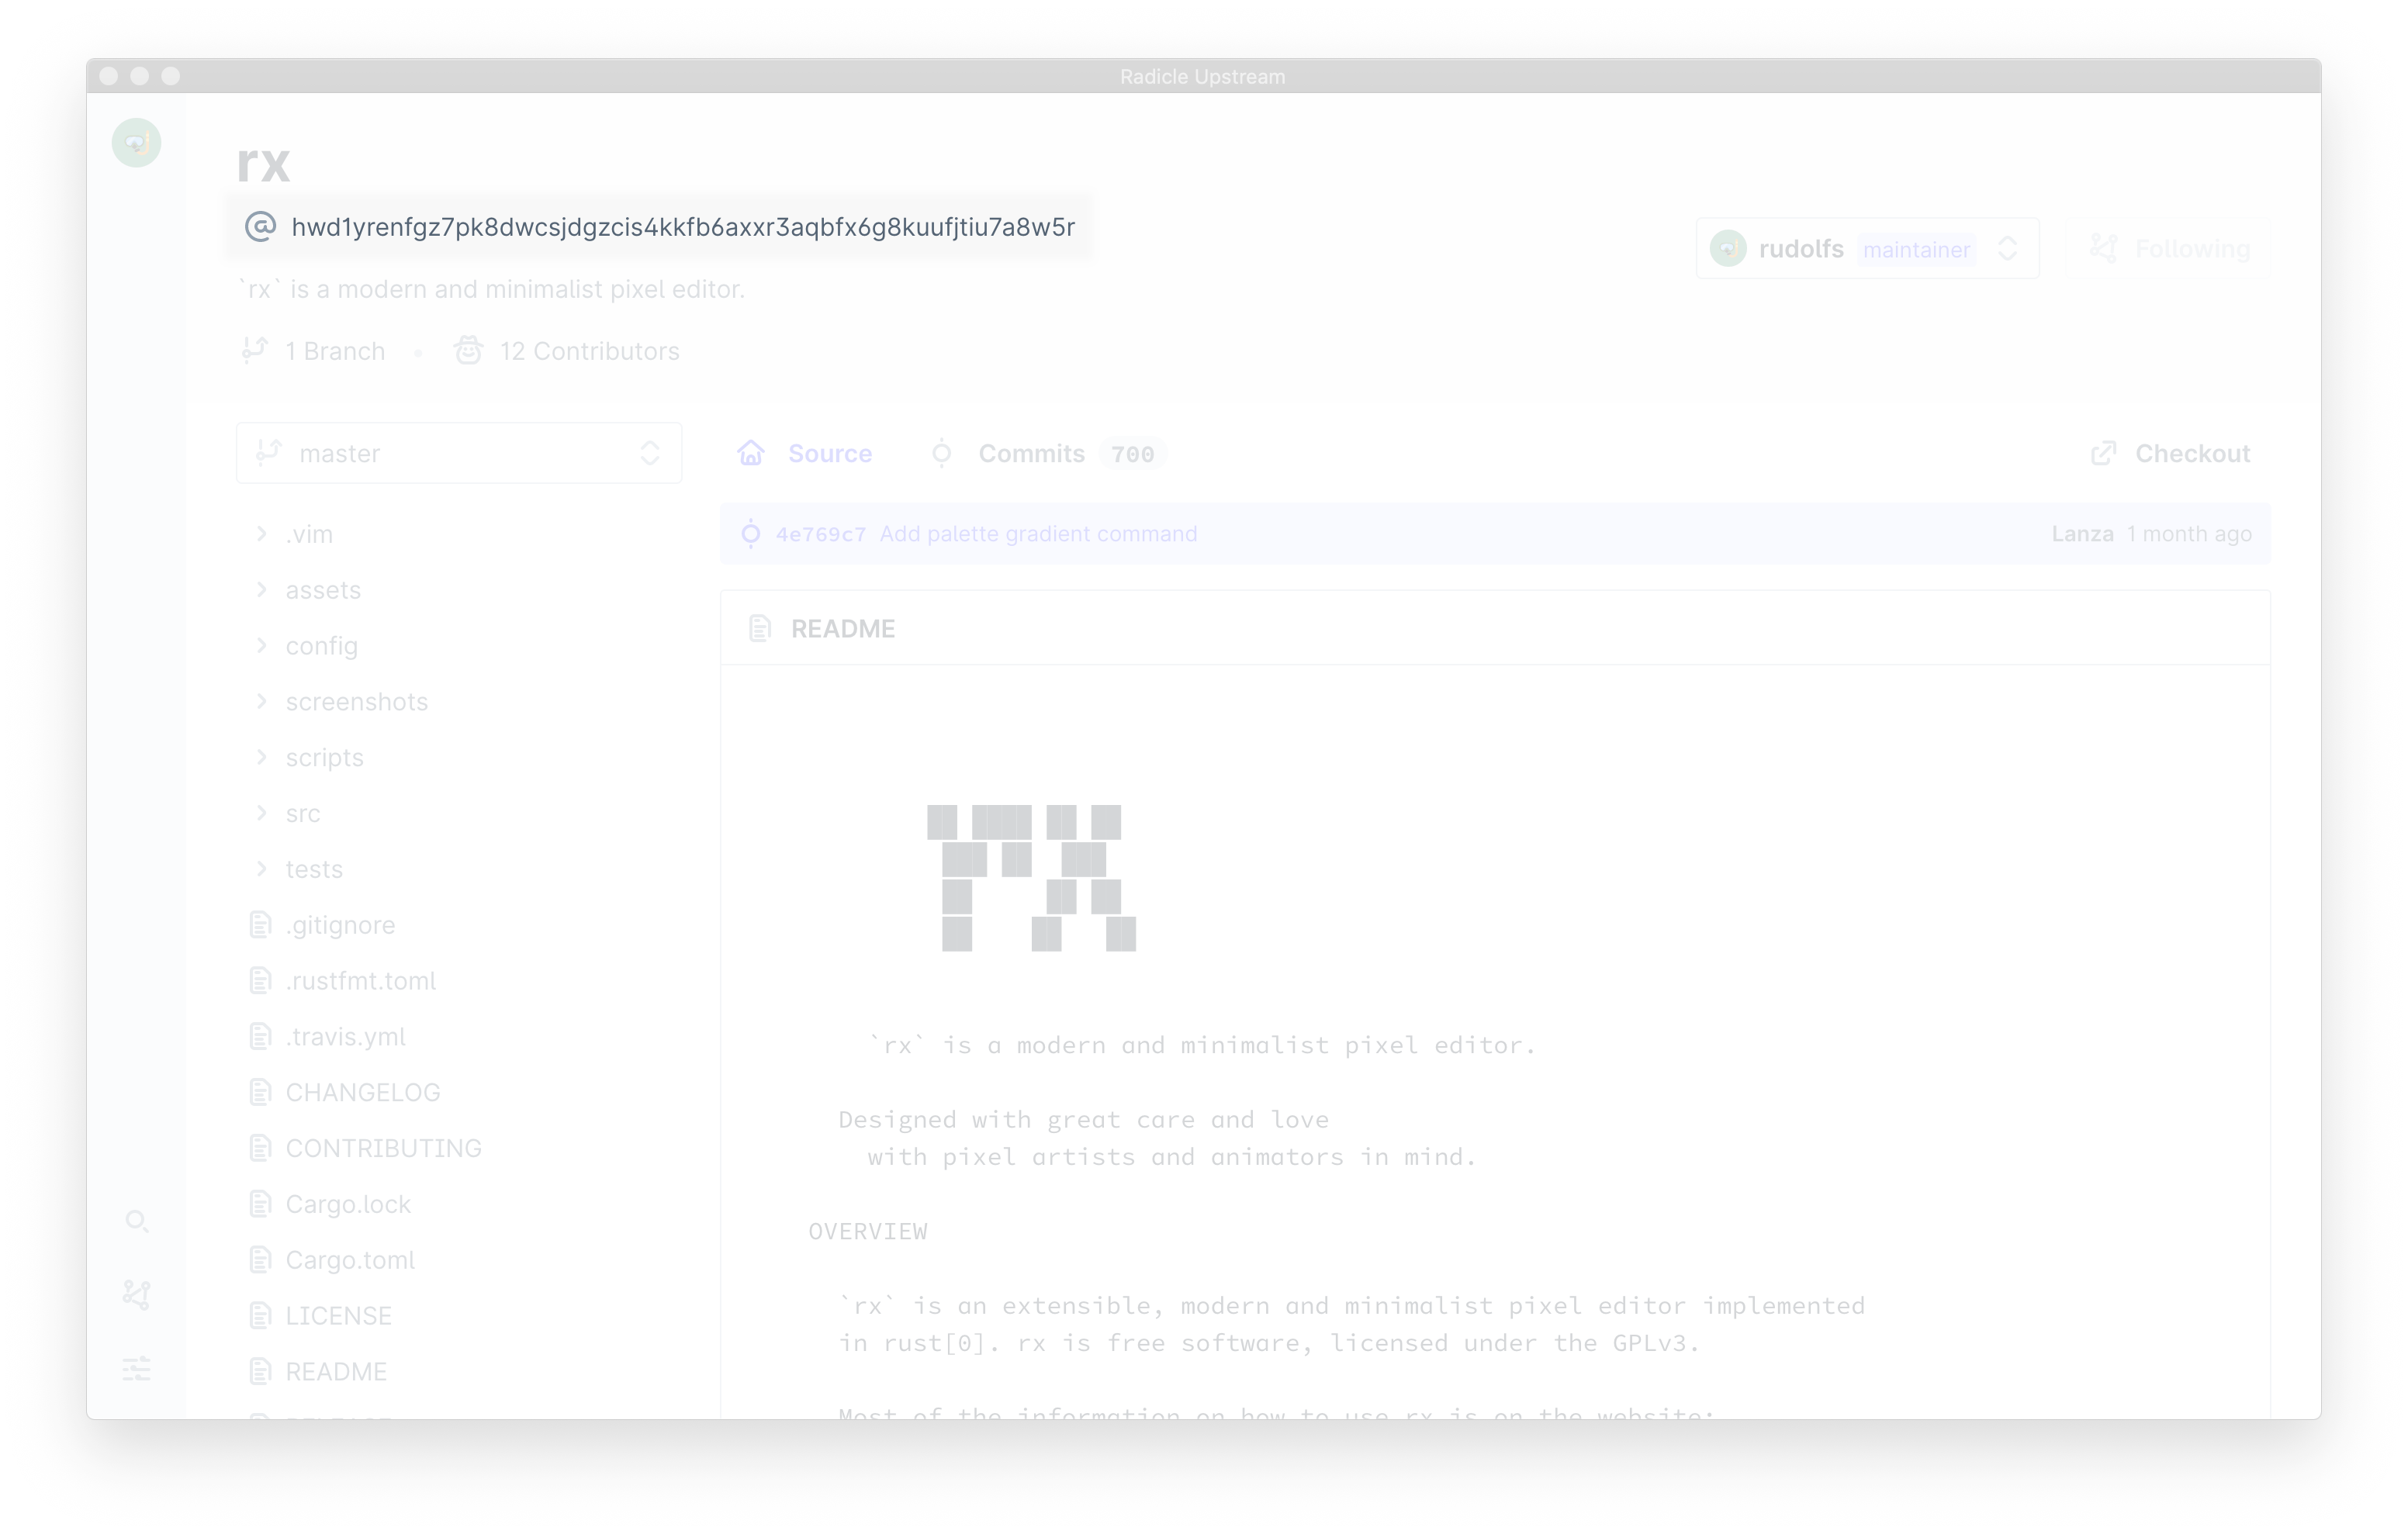 Radicle Upstream
rx
hwd1yrenfgz7pk8dwcsjdgzcis4kkfb6axxr3aqbfx6g8kuufjtiu7a8w5r
rudolfs maintainer
Following
`rx` is a modern and minimalist pixel editor.
1 Branch • 12 Contributors
master
Source
Commits 700
Checkout
4e769c7 Add palette gradient command
Lanza 1 month ago
.vim
assets
config
screenshots
scripts
src
tests
.gitignore
.rustfmt.toml
.travis.yml
CHANGELOG
CONTRIBUTING
Cargo.lock
Cargo.toml
LICENSE
README
README
rx
`rx` is a modern and minimalist pixel editor.
Designed with great care and love
with pixel artists and animators in mind.
OVERVIEW
`rx` is an extensible, modern and minimalist pixel editor implemented
in rust[0]. rx is free software, licensed under the GPLv3.
Most of the information on how to use rx is on the website: